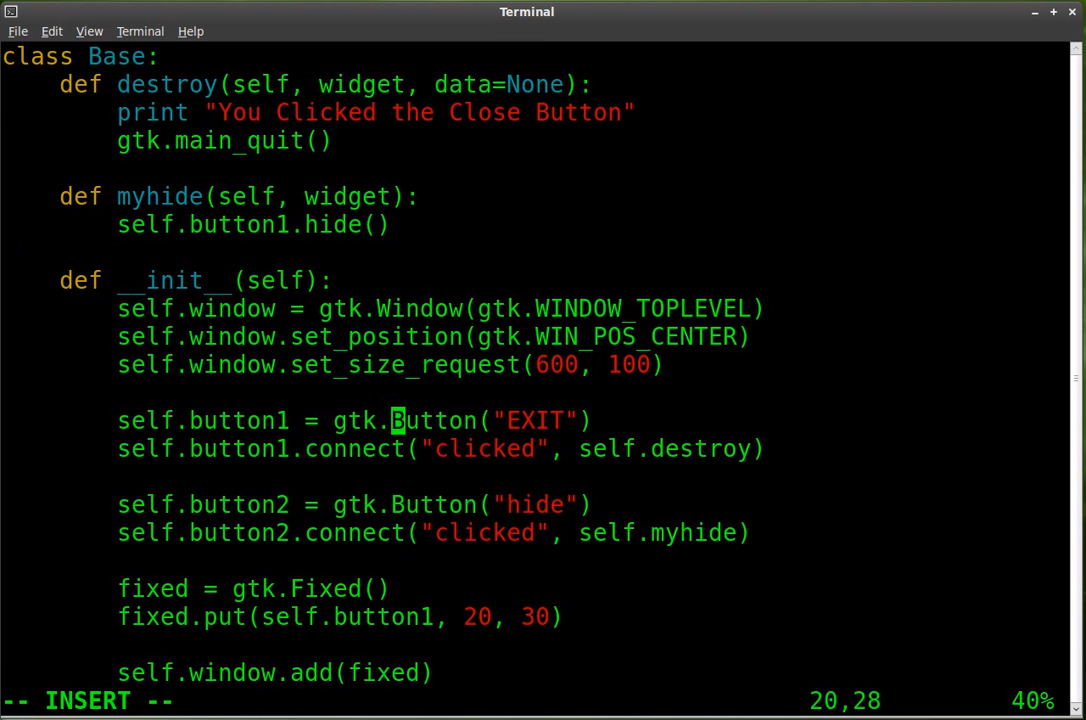 Terminal
File Edit View Terminal Help
class Base:
    def destroy(self, widget, data=None):
        print "You Clicked the Close Button"
        gtk.main_quit()

    def myhide(self, widget):
        self.button1.hide()

    def __init__(self):
        self.window = gtk.Window(gtk.WINDOW_TOPLEVEL)
        self.window.set_position(gtk.WIN_POS_CENTER)
        self.window.set_size_request(600, 100)

        self.button1 = gtk.Button("EXIT")
        self.button1.connect("clicked", self.destroy)

        self.button2 = gtk.Button("hide")
        self.button2.connect("clicked", self.myhide)

        fixed = gtk.Fixed()
        fixed.put(self.button1, 20, 30)

        self.window.add(fixed)
-- INSERT -- 20,28 40%